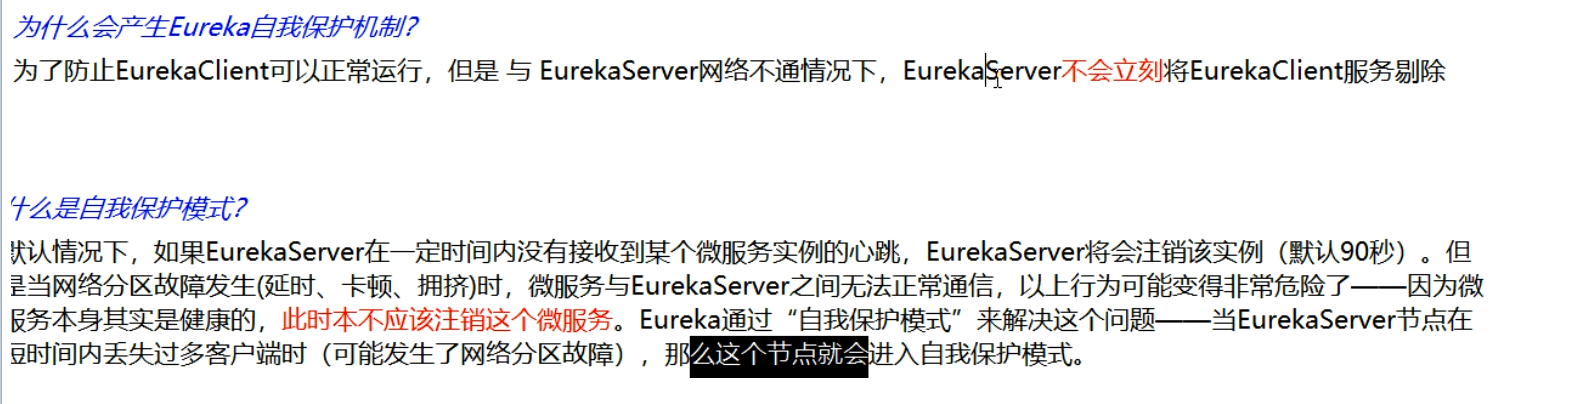 为什么会产生Eureka自我保护机制?
为了防止EurekaClient可以正常运行，但是 与 EurekaServer网络不通情况下，EurekaServer不会立刻将EurekaClient服务剔除
什么是自我保护模式?
默认情况下，如果EurekaServer在一定时间内没有接收到某个微服务实例的心跳，EurekaServer将会注销该实例（默认90秒）。但
是当网络分区故障发生(延时、卡顿、拥挤)时，微服务与EurekaServer之间无法正常通信，以上行为可能变得非常危险了——因为微
服务本身其实是健康的，此时本不应该注销这个微服务。Eureka通过“自我保护模式”来解决这个问题——当EurekaServer节点在
短时间内丢失过多客户端时（可能发生了网络分区故障），那么这个节点就会进入自我保护模式。